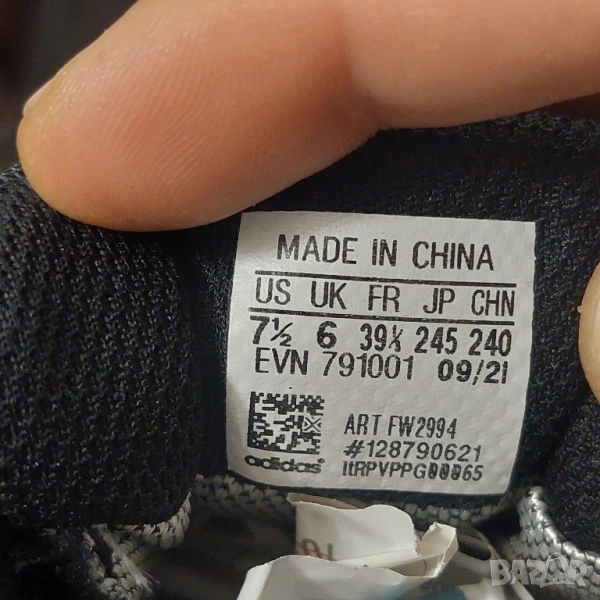 MADE IN CHINA
US UK FR JP CHN
7½ 6 39⅓ 245 240
EVN 791001 09/21
ART FW2994
#128790621
adidas
BAZAR